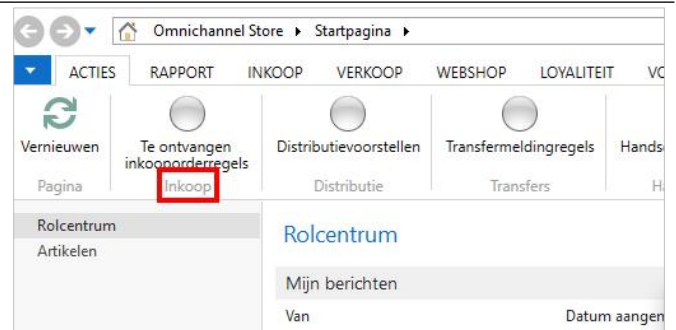 Omnichannel Store ▸ Startpagina ▸
ACTIES RAPPORT INKOOP VERKOOP WEBSHOP LOYALITEIT
Vernieuwen
Te ontvangen
inkooporderregels
Distributievoorstellen
Transfermeldingregels
Pagina Inkoop Distributie Transfers
Rolcentrum
Artikelen
Rolcentrum
Mijn berichten
Van Datum